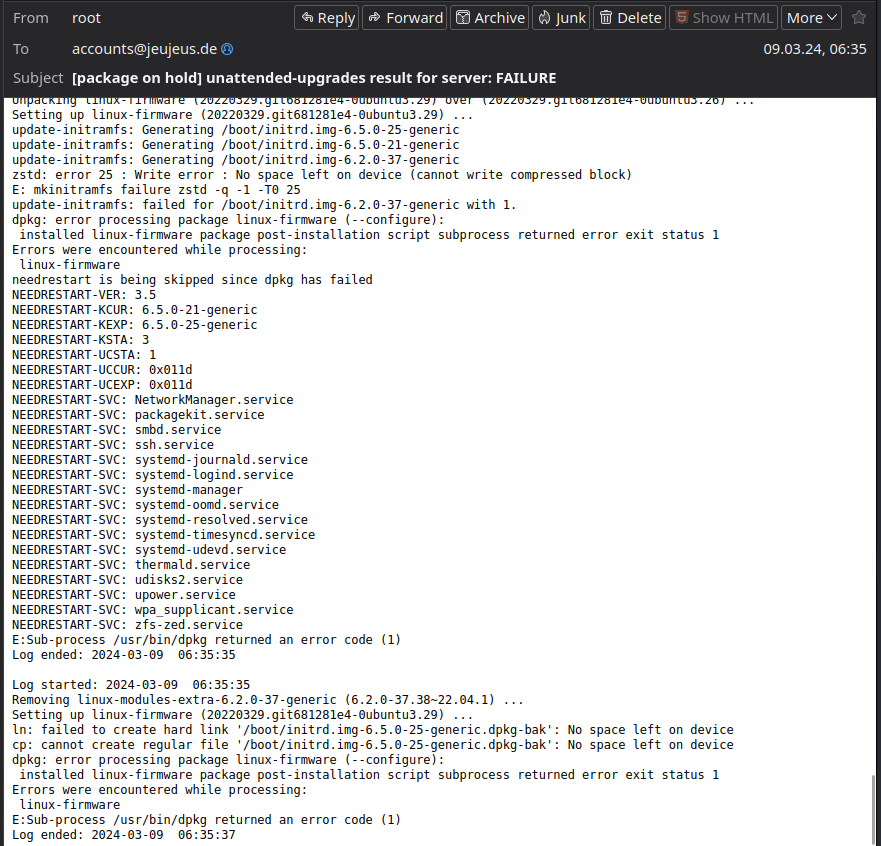 From root Reply Forward Archive Junk Delete Show HTML More
To accounts@jeujeus.de 09.03.24, 06:35
Subject [package on hold] unattended-upgrades result for server: FAILURE
Unpacking linux-firmware (20220329.git681281e4-0ubuntu3.29) over (20220329.git681281e4-0ubuntu3.26) ...
Setting up linux-firmware (20220329.git681281e4-0ubuntu3.29) ...
update-initramfs: Generating /boot/initrd.img-6.5.0-25-generic
update-initramfs: Generating /boot/initrd.img-6.5.0-21-generic
update-initramfs: Generating /boot/initrd.img-6.2.0-37-generic
zstd: error 25 : Write error : No space left on device (cannot write compressed block)
E: mkinitramfs failure zstd -q -1 -T0 25
update-initramfs: failed for /boot/initrd.img-6.2.0-37-generic with 1.
dpkg: error processing package linux-firmware (--configure):
 installed linux-firmware package post-installation script subprocess returned error exit status 1
Errors were encountered while processing:
 linux-firmware
needrestart is being skipped since dpkg has failed
NEEDRESTART-VER: 3.5
NEEDRESTART-KCUR: 6.5.0-21-generic
NEEDRESTART-KEXP: 6.5.0-25-generic
NEEDRESTART-KSTA: 3
NEEDRESTART-UCSTA: 1
NEEDRESTART-UCCUR: 0x011d
NEEDRESTART-UCEXP: 0x011d
NEEDRESTART-SVC: NetworkManager.service
NEEDRESTART-SVC: packagekit.service
NEEDRESTART-SVC: smbd.service
NEEDRESTART-SVC: ssh.service
NEEDRESTART-SVC: systemd-journald.service
NEEDRESTART-SVC: systemd-logind.service
NEEDRESTART-SVC: systemd-manager
NEEDRESTART-SVC: systemd-oomd.service
NEEDRESTART-SVC: systemd-resolved.service
NEEDRESTART-SVC: systemd-timesyncd.service
NEEDRESTART-SVC: systemd-udevd.service
NEEDRESTART-SVC: thermald.service
NEEDRESTART-SVC: udisks2.service
NEEDRESTART-SVC: upower.service
NEEDRESTART-SVC: wpa_supplicant.service
NEEDRESTART-SVC: zfs-zed.service
E:Sub-process /usr/bin/dpkg returned an error code (1)
Log ended: 2024-03-09  06:35:35

Log started: 2024-03-09  06:35:35
Removing linux-modules-extra-6.2.0-37-generic (6.2.0-37.38~22.04.1) ...
Setting up linux-firmware (20220329.git681281e4-0ubuntu3.29) ...
ln: failed to create hard link '/boot/initrd.img-6.5.0-25-generic.dpkg-bak': No space left on device
cp: cannot create regular file '/boot/initrd.img-6.5.0-25-generic.dpkg-bak': No space left on device
dpkg: error processing package linux-firmware (--configure):
 installed linux-firmware package post-installation script subprocess returned error exit status 1
Errors were encountered while processing:
 linux-firmware
E:Sub-process /usr/bin/dpkg returned an error code (1)
Log ended: 2024-03-09  06:35:37